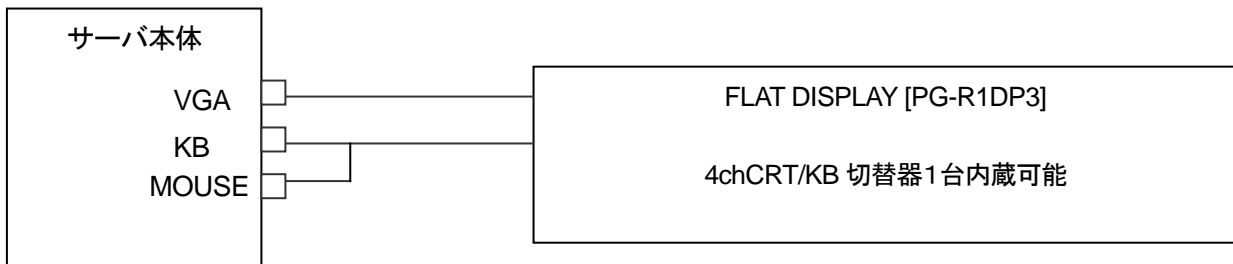 サーバ本体
VGA
KB
MOUSE
FLAT DISPLAY [PG-R1DP3]
4chCRT/KB 切替器1台内蔵可能